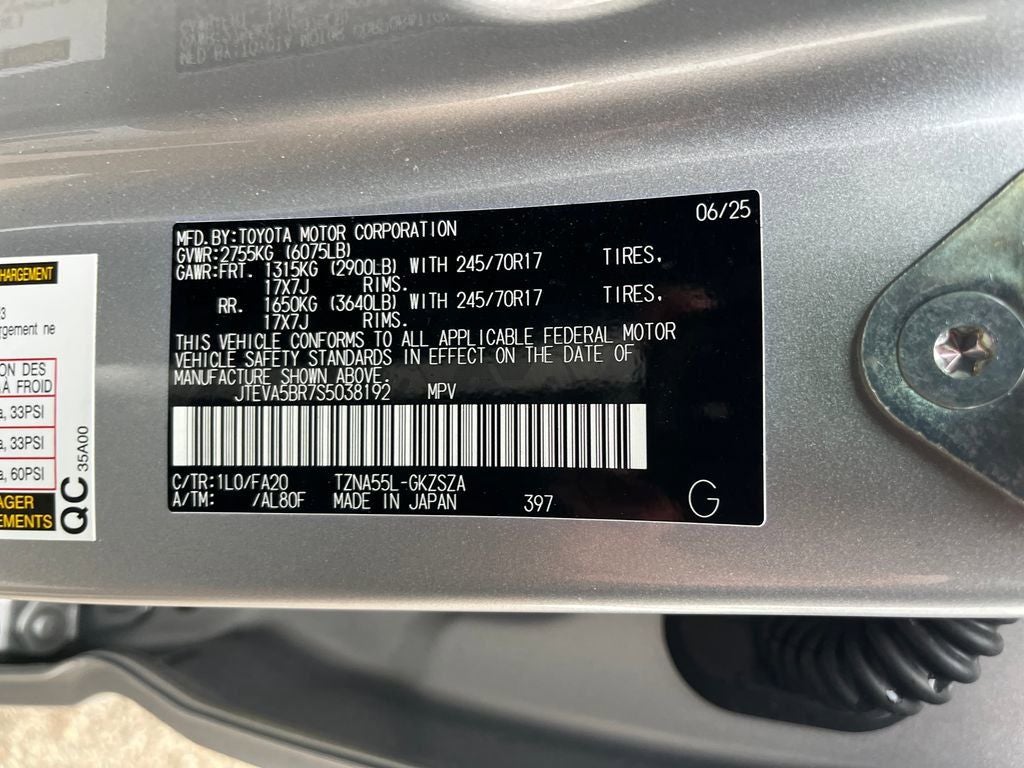 MFD.BY:TOYOTA MOTOR CORPORATION 06/25
GVWR:2755KG (6075LB)
GAWR:FRT. 1315KG (2900LB) WITH 245/70R17 TIRES,
17X7J RIMS.
RR. 1650KG (3640LB) WITH 245/70R17 TIRES,
17X7J RIMS.
THIS VEHICLE CONFORMS TO ALL APPLICABLE FEDERAL MOTOR
VEHICLE SAFETY STANDARDS IN EFFECT ON THE DATE OF
MANUFACTURE SHOWN ABOVE.
JTEVA5BR7S5038192 MPV
C/TR:1L0/FA20 TZNA55L-GKZSZA
A/TM: /AL80F MADE IN JAPAN 397 G
HARGEMENT
3
rgement ne
ION DES
À FROID
a, 33PSI
a, 33PSI
a, 60PSI
AGER
EMENTS
QC 35A00